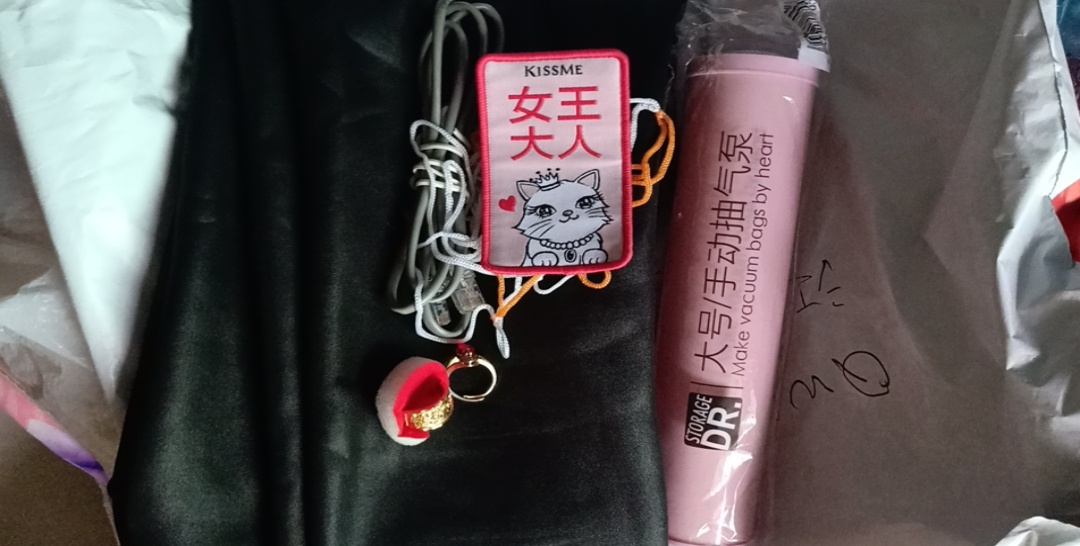 KISSME
女王
大人
STORAGE
DR.
大号/手动抽气泵
Make vacuum bags by heart